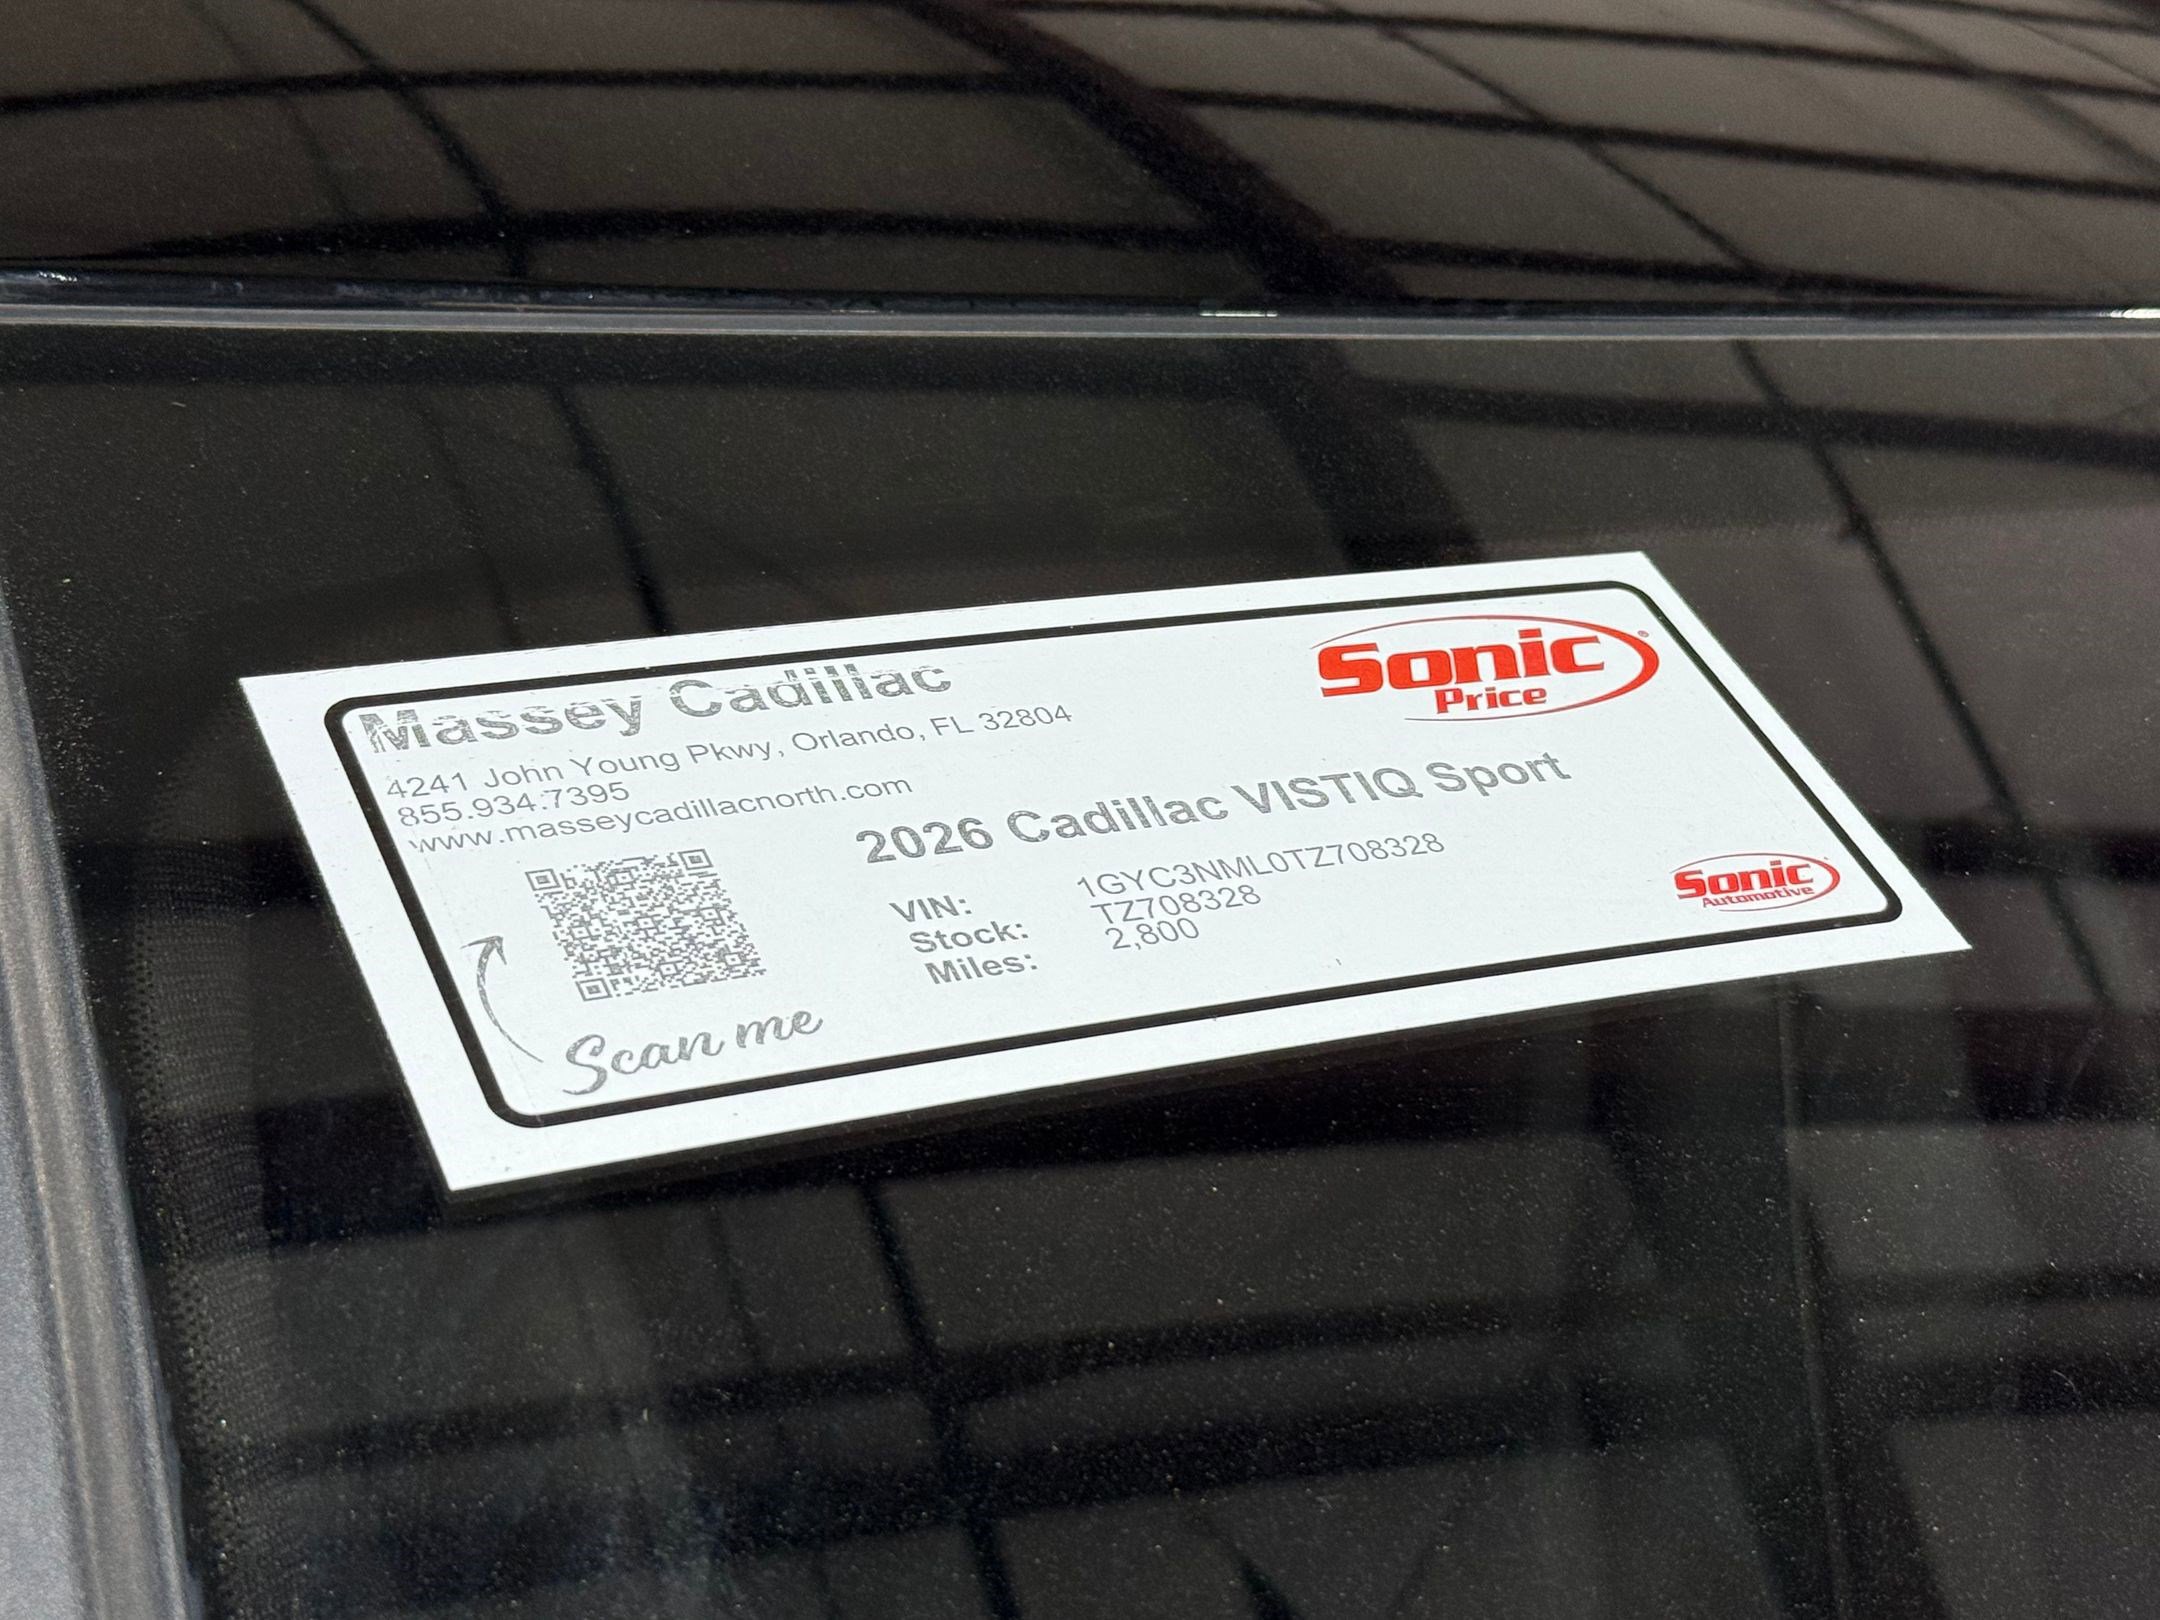 Massey Cadillac
4241 John Young Pkwy, Orlando, FL 32804
855.934.7395
www.masseycadillacnorth.com
Sonic
Price
2026 Cadillac VISTIQ Sport
VIN: 1GYC3NML0TZ708328
Stock: TZ708328
Miles: 2,800
Scan me
Sonic
Automotive